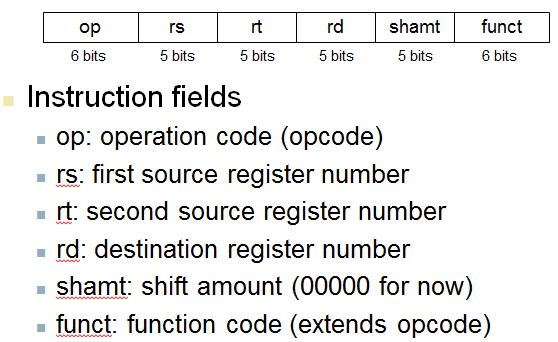 op rs rt rd shamt funct
6 bits 5 bits 5 bits 5 bits 5 bits 6 bits
Instruction fields
op: operation code (opcode)
rs: first source register number
rt: second source register number
rd: destination register number
shamt: shift amount (00000 for now)
funct: function code (extends opcode)